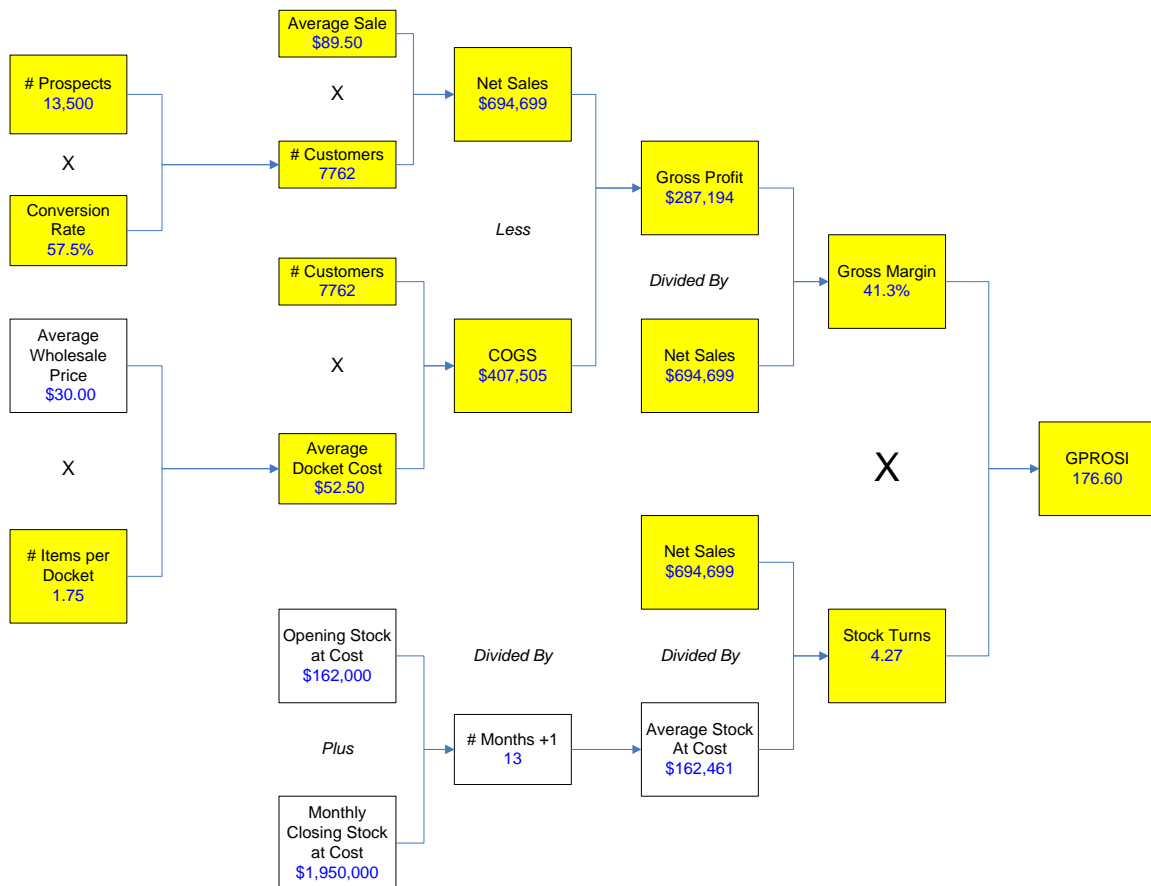 Average Sale
$89.50
# Prospects
13,500
X
Net Sales
$694,699
X
# Customers
7762
Conversion
Rate
57.5%
Gross Profit
$287,194
Less
# Customers
7762
Divided By
Gross Margin
41.3%
Average
Wholesale
Price
$30.00
X
COGS
$407,505
Net Sales
$694,699
X
Average
Docket Cost
$52.50
X
GPROSI
176.60
# Items per
Docket
1.75
Net Sales
$694,699
Opening Stock
at Cost
$162,000
Divided By
Divided By
Stock Turns
4.27
Plus
# Months +1
13
Average Stock
At Cost
$162,461
Monthly
Closing Stock
at Cost
$1,950,000